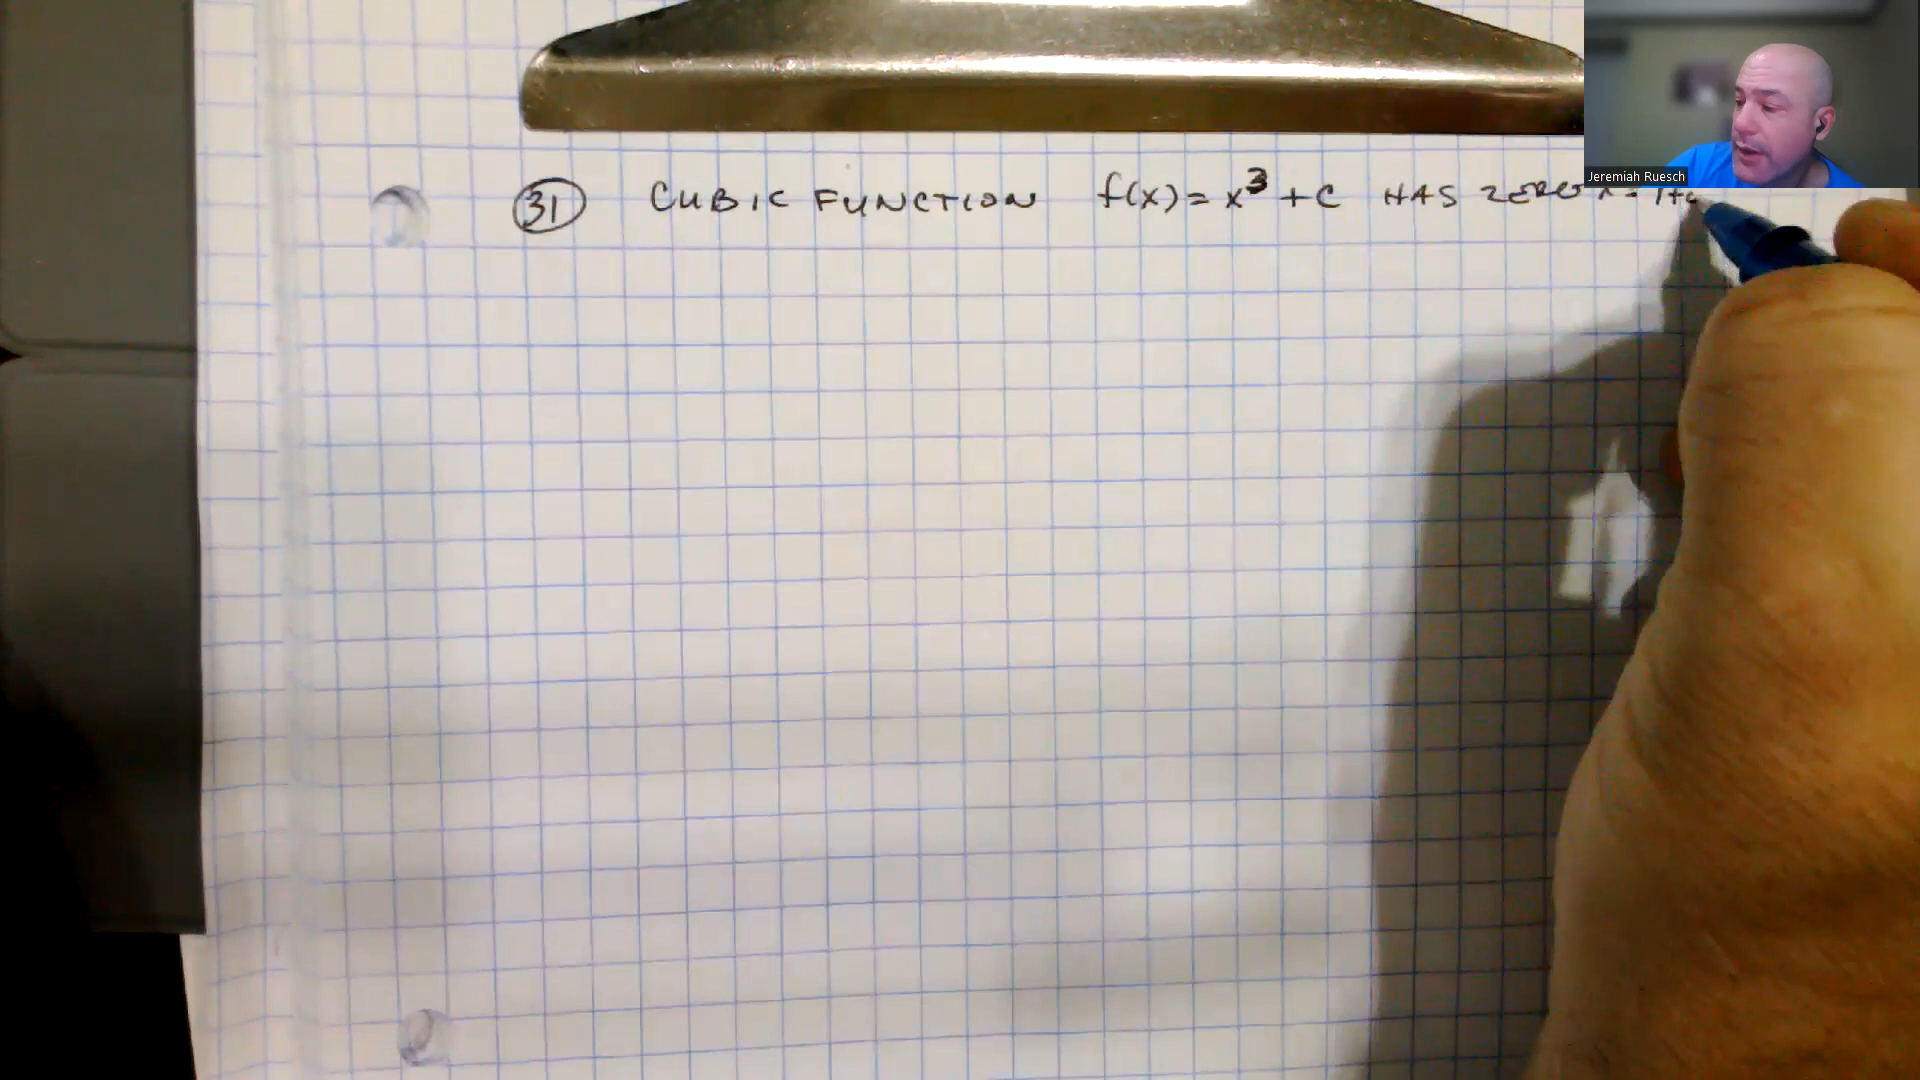 Jeremiah Ruesch
31 CUBIC FUNCTION f(x) = x³ + C HAS ZERO